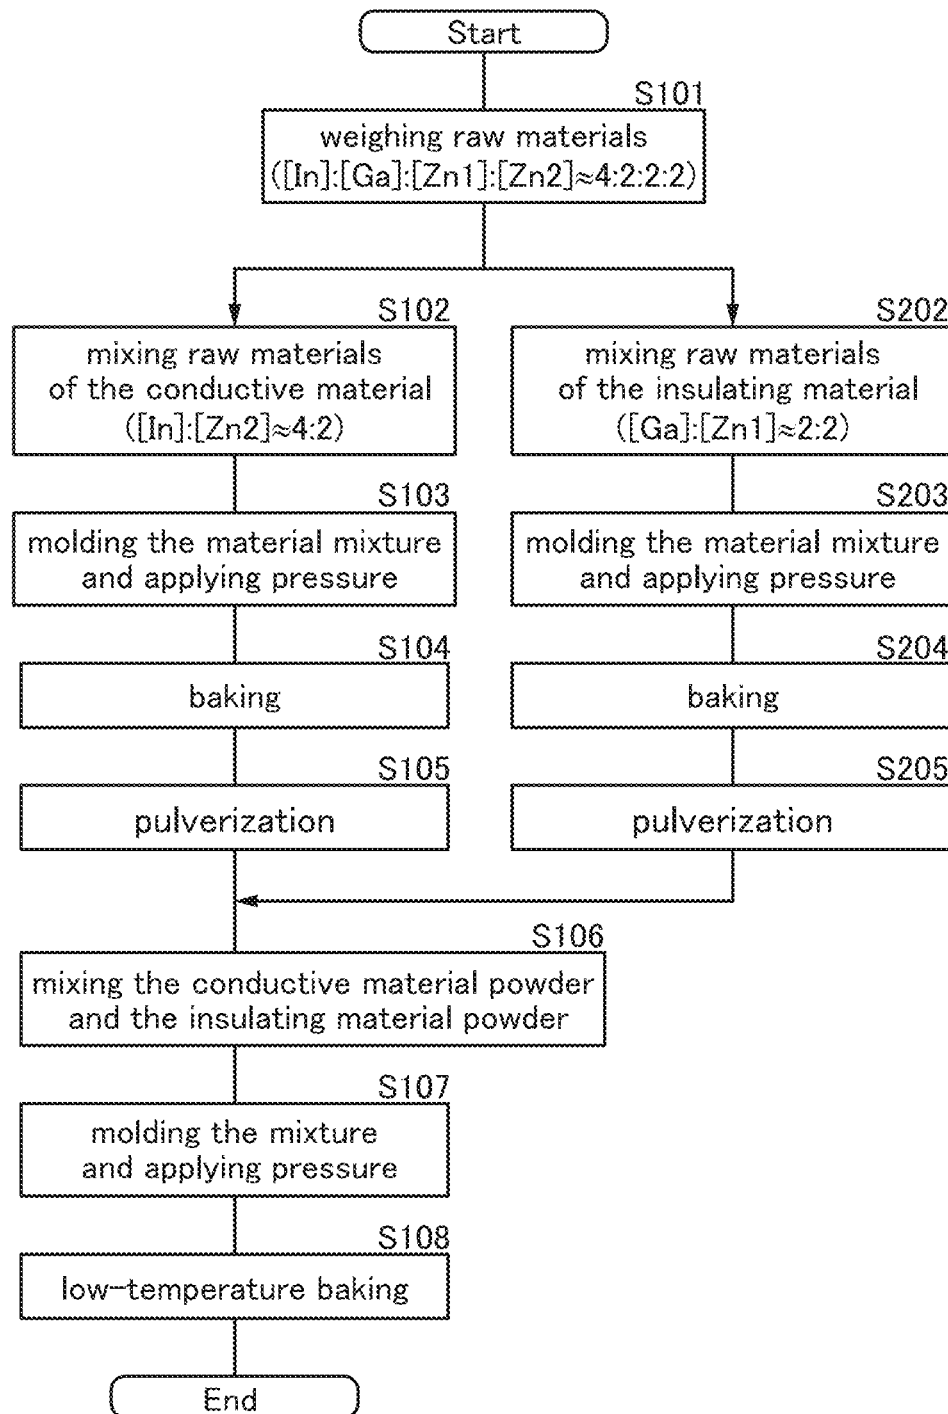 Start
S101
weighing raw materials
([In]:[Ga]:[Zn1]:[Zn2]≈4:2:2:2)
S102
mixing raw materials
of the conductive material
([In]:[Zn2]≈4:2)
S103
molding the material mixture
and applying pressure
S104
baking
S105
pulverization
S202
mixing raw materials
of the insulating material
([Ga]:[Zn1]≈2:2)
S203
molding the material mixture
and applying pressure
S204
baking
S205
pulverization
S106
mixing the conductive material powder
and the insulating material powder
S107
molding the mixture
and applying pressure
S108
low-temperature baking
End